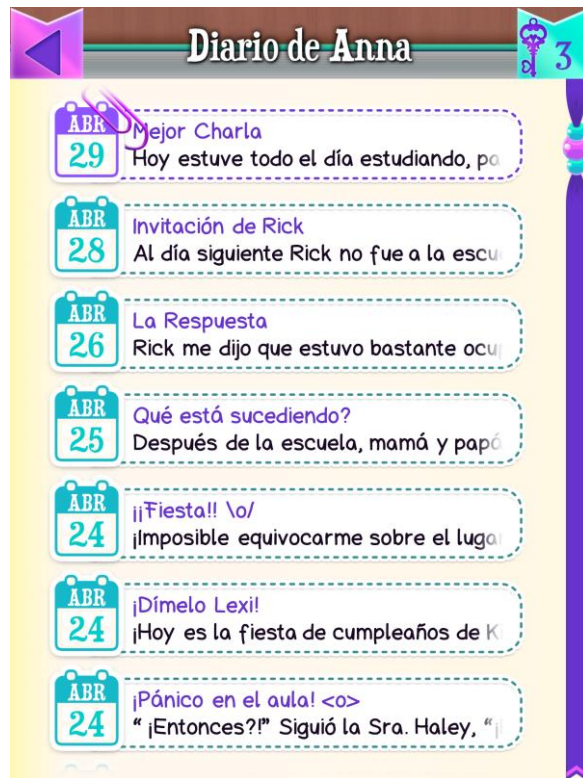 Diario de Anna
3
ABR
29
Mejor Charla
Hoy estuve todo el día estudiando,
ABR
28
Invitación de Rick
Al día siguiente Rick no fue a la
ABR
26
La Respuesta
Rick me dijo que estuvo bastante
ABR
25
Qué está sucediendo?
Después de la escuela, mamá y papá
ABR
24
¡¡Fiesta!! \o/
¡Imposible equivocarme sobre el
ABR
24
¡Dímelo Lexi!
¡Hoy es la fiesta de cumpleaños de
ABR
24
¡Pánico en el aula! <o>
“ ¡Entonces?!” Siguió la Sra. Haley,